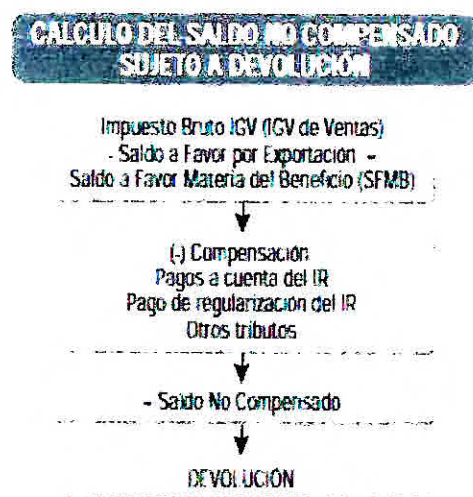 CALCULO DEL SALDO NO COMPENSADO
SUJETO A DEVOLUCIÓN
Impuesto Bruto IGV (IGV de Ventas)
- Saldo a Favor por Exportación =
Saldo a Favor Materia del Beneficio (SFMB)
(-) Compensación
Pagos a cuenta del IR
Pago de regularización del IR
Otros tributos
= Saldo No Compensado
DEVOLUCIÓN